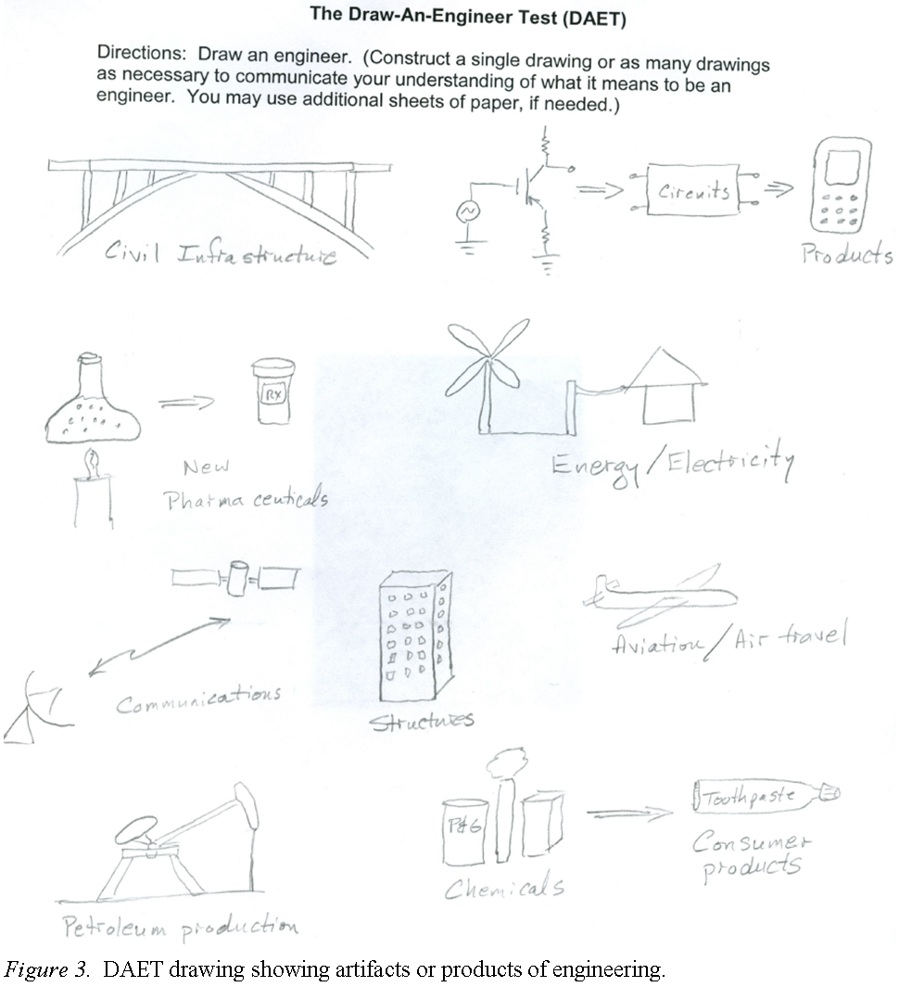 The Draw-An-Engineer Test (DAET)
Directions: Draw an engineer. (Construct a single drawing or as many drawings
as necessary to communicate your understanding of what it means to be an
engineer. You may use additional sheets of paper, if needed.)
Civil Infrastructure
Circuits
Products
RX
New
Pharmaceuticals
Energy/Electricity
Communications
Structures
Aviation/Air travel
P&G
Chemicals
Toothpaste
Consumer
products
Petroleum production
Figure 3. DAET drawing showing artifacts or products of engineering.